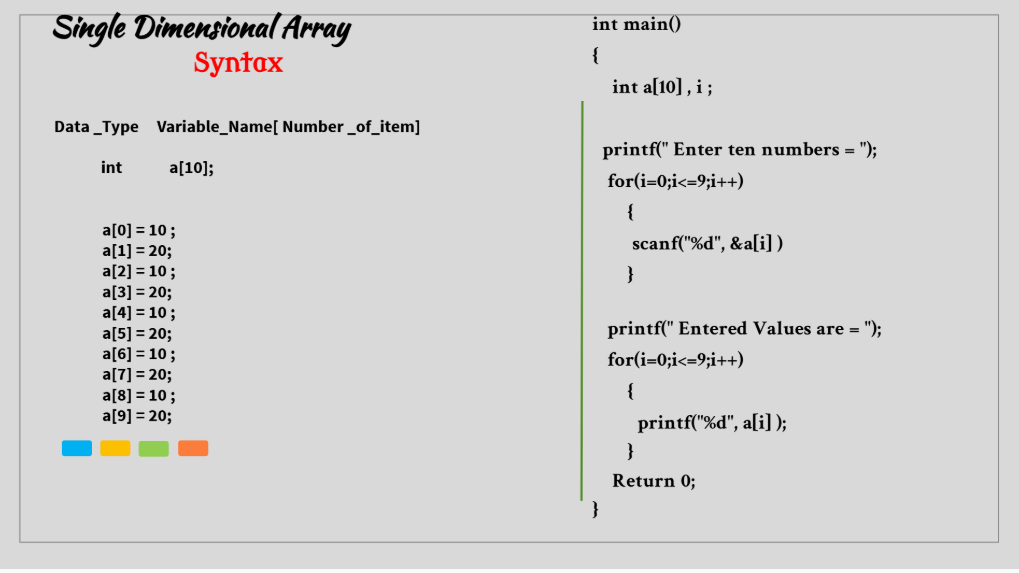 Single Dimensional Array
Syntax
Data _Type Variable_Name[ Number _of_item]
int a[10];
a[0] = 10 ;
a[1] = 20;
a[2] = 10 ;
a[3] = 20;
a[4] = 10 ;
a[5] = 20;
a[6] = 10 ;
a[7] = 20;
a[8] = 10 ;
a[9] = 20;
int main()
{
int a[10] , i ;
printf(" Enter ten numbers = ");
for(i=0;i<=9;i++)
{
scanf("%d", &a[i] )
}
printf(" Entered Values are = ");
for(i=0;i<=9;i++)
{
printf("%d", a[i] );
}
Return 0;
}